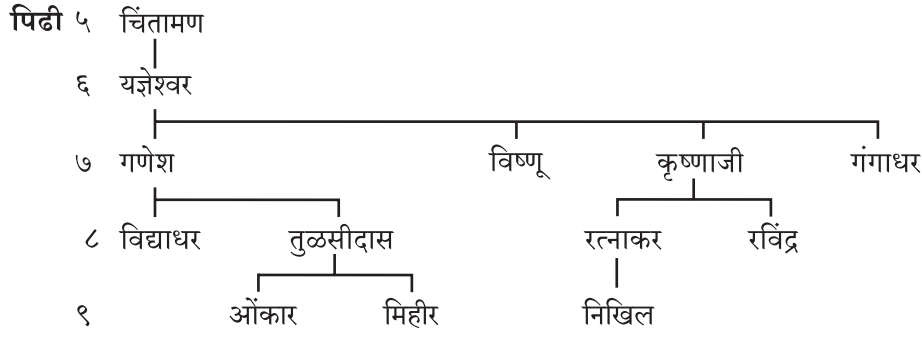 पिढी ५ चिंतामण
६ यज्ञेश्वर
७ गणेश विष्णू कृष्णाजी गंगाधर
८ विद्याधर तुळसीदास रत्नाकर रविंद्र
९ ओंकार मिहीर निखिल